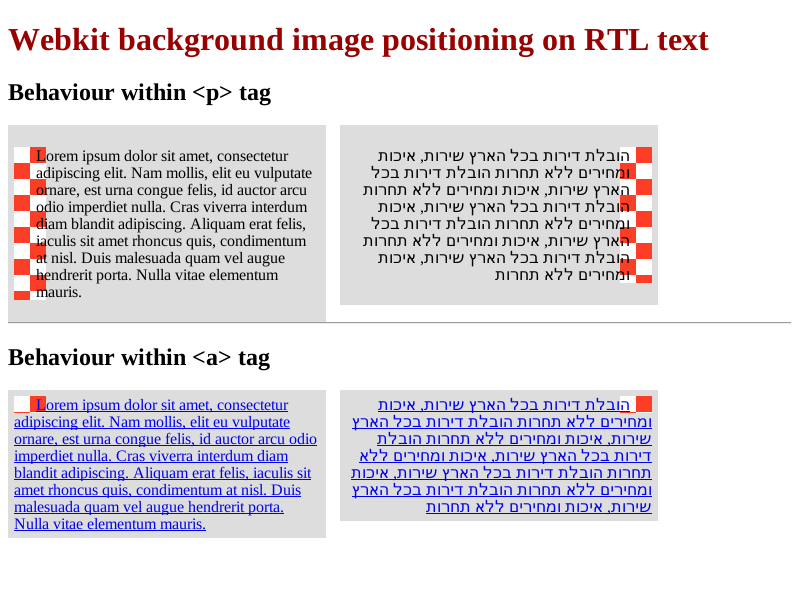 Webkit background image positioning on RTL text
Behaviour within <p> tag
Lorem ipsum dolor sit amet, consectetur
adipiscing elit. Nam mollis, elit eu vulputate
ornare, est urna congue felis, id auctor arcu
odio imperdiet nulla. Cras viverra interdum
diam blandit adipiscing. Aliquam erat felis,
iaculis sit amet rhoncus quis, condimentum
at nisl. Duis malesuada quam vel augue
hendrerit porta. Nulla vitae elementum
mauris.
הובלת דירות בכל הארץ שירות, איכות
ומחירים ללא תחרות הובלת דירות בכל
הארץ שירות, איכות ומחירים ללא תחרות
הובלת דירות בכל הארץ שירות, איכות
ומחירים ללא תחרות הובלת דירות בכל
הארץ שירות, איכות ומחירים ללא תחרות
הובלת דירות בכל הארץ שירות, איכות
ומחירים ללא תחרות
Behaviour within <a> tag
Lorem ipsum dolor sit amet, consectetur
adipiscing elit. Nam mollis, elit eu vulputate
ornare, est urna congue felis, id auctor arcu odio
imperdiet nulla. Cras viverra interdum diam
blandit adipiscing. Aliquam erat felis, iaculis sit
amet rhoncus quis, condimentum at nisl. Duis
malesuada quam vel augue hendrerit porta.
Nulla vitae elementum mauris.
הובלת דירות בכל הארץ שירות, איכות
ומחירים ללא תחרות הובלת דירות בכל הארץ
שירות, איכות ומחירים ללא תחרות הובלת
דירות בכל הארץ שירות, איכות ומחירים ללא
תחרות הובלת דירות בכל הארץ שירות, איכות
ומחירים ללא תחרות הובלת דירות בכל הארץ
שירות, איכות ומחירים ללא תחרות